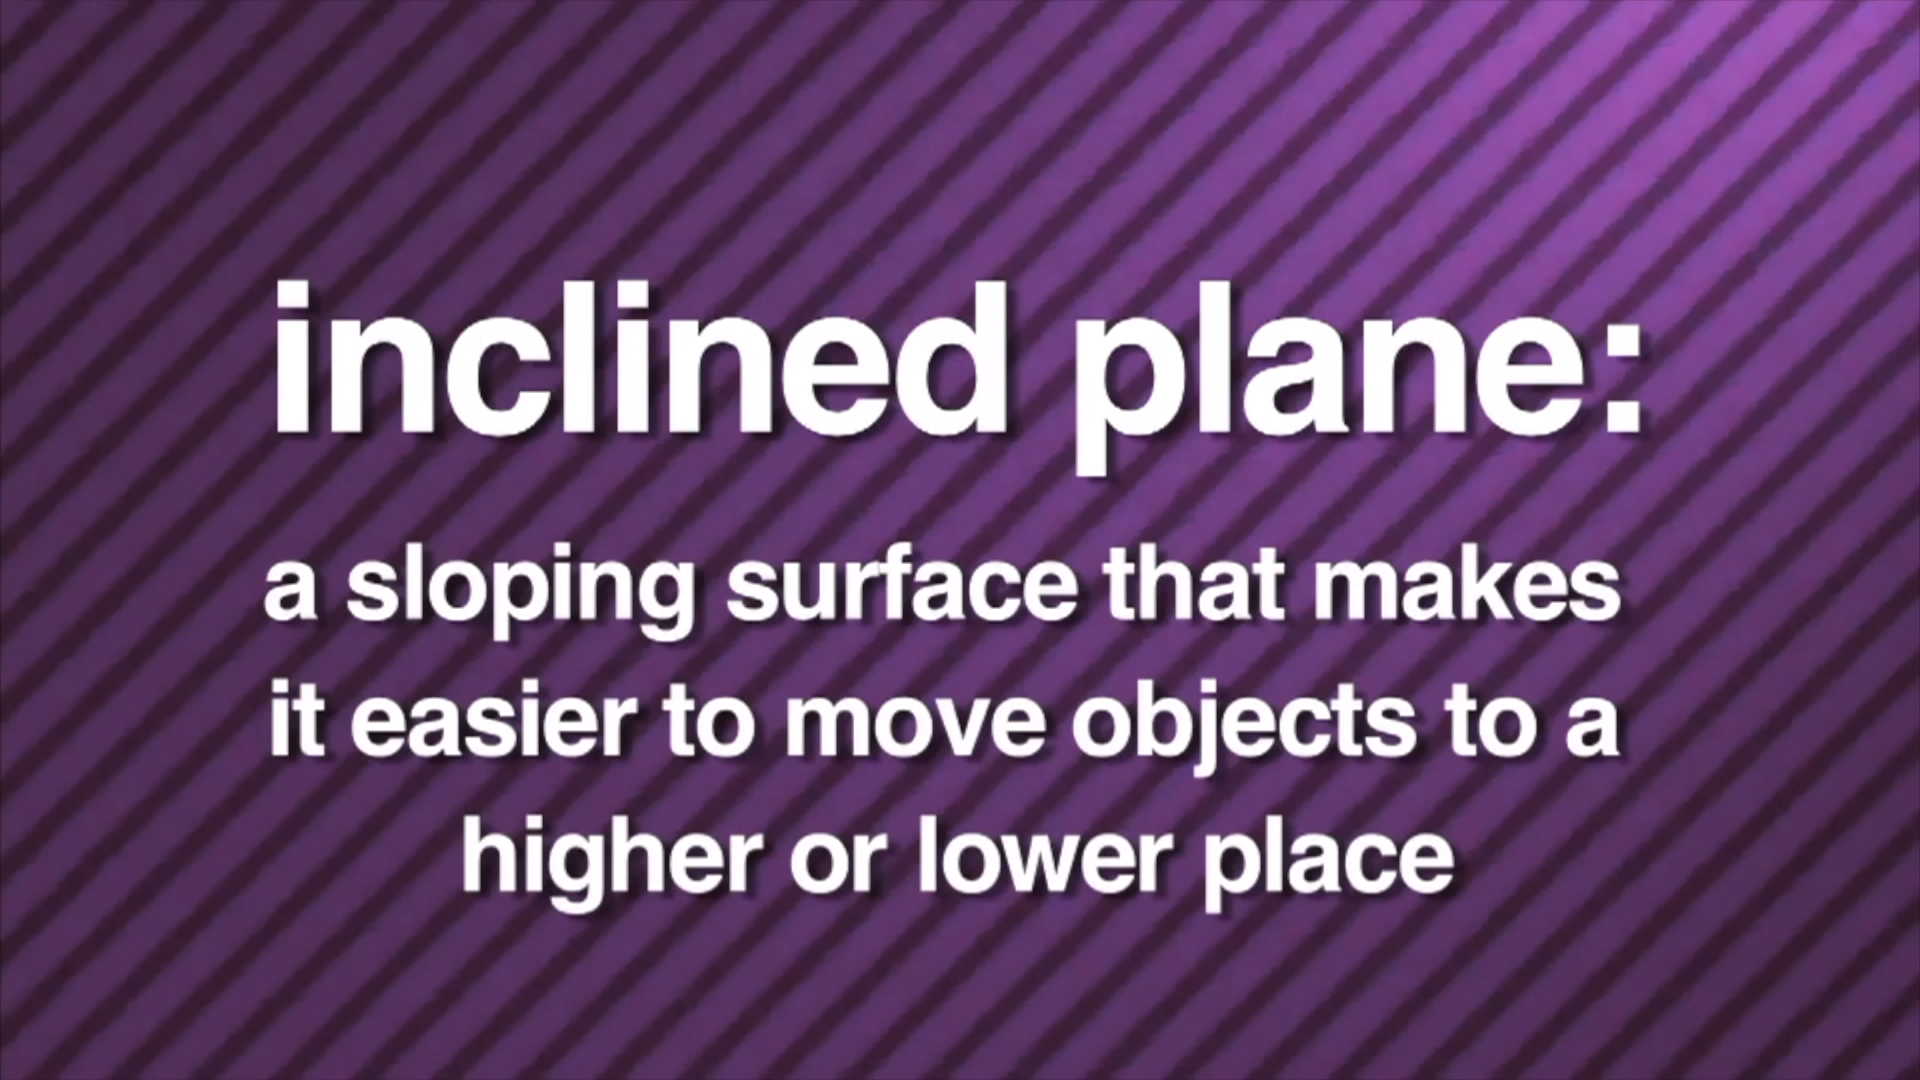 inclined plane:
a sloping surface that makes
it easier to move objects to a
higher or lower place